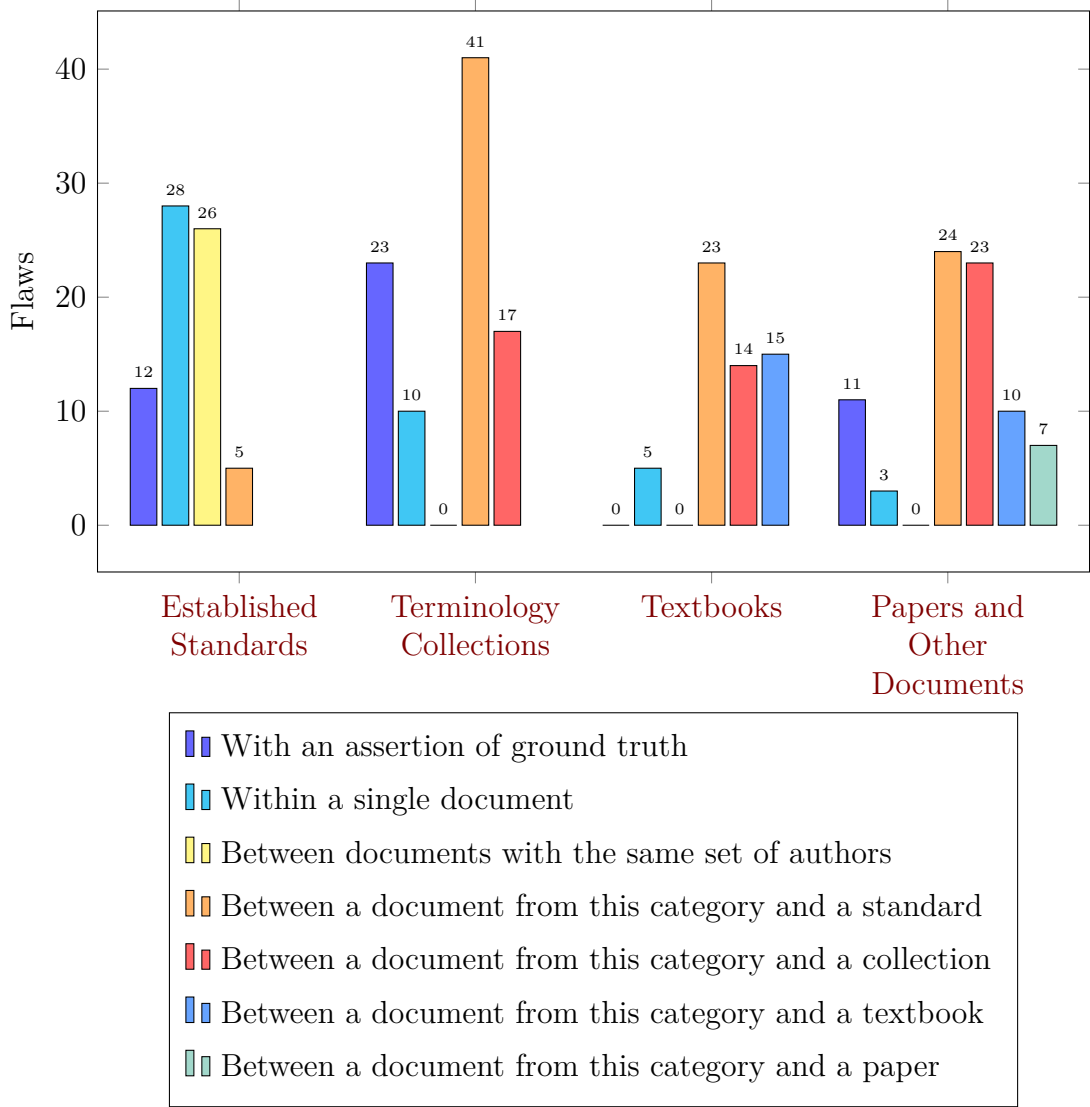 41
40
30
28
26
24
23
23
23
Flaws
20
17
15
14
12
11
10
10
10
7
5
5
3
0
0
0
0
0
Established
Standards
Terminology
Collections
Textbooks
Papers and
Other
Documents
With an assertion of ground truth
Within a single document
Between documents with the same set of authors
Between a document from this category and a standard
Between a document from this category and a collection
Between a document from this category and a textbook
Between a document from this category and a paper